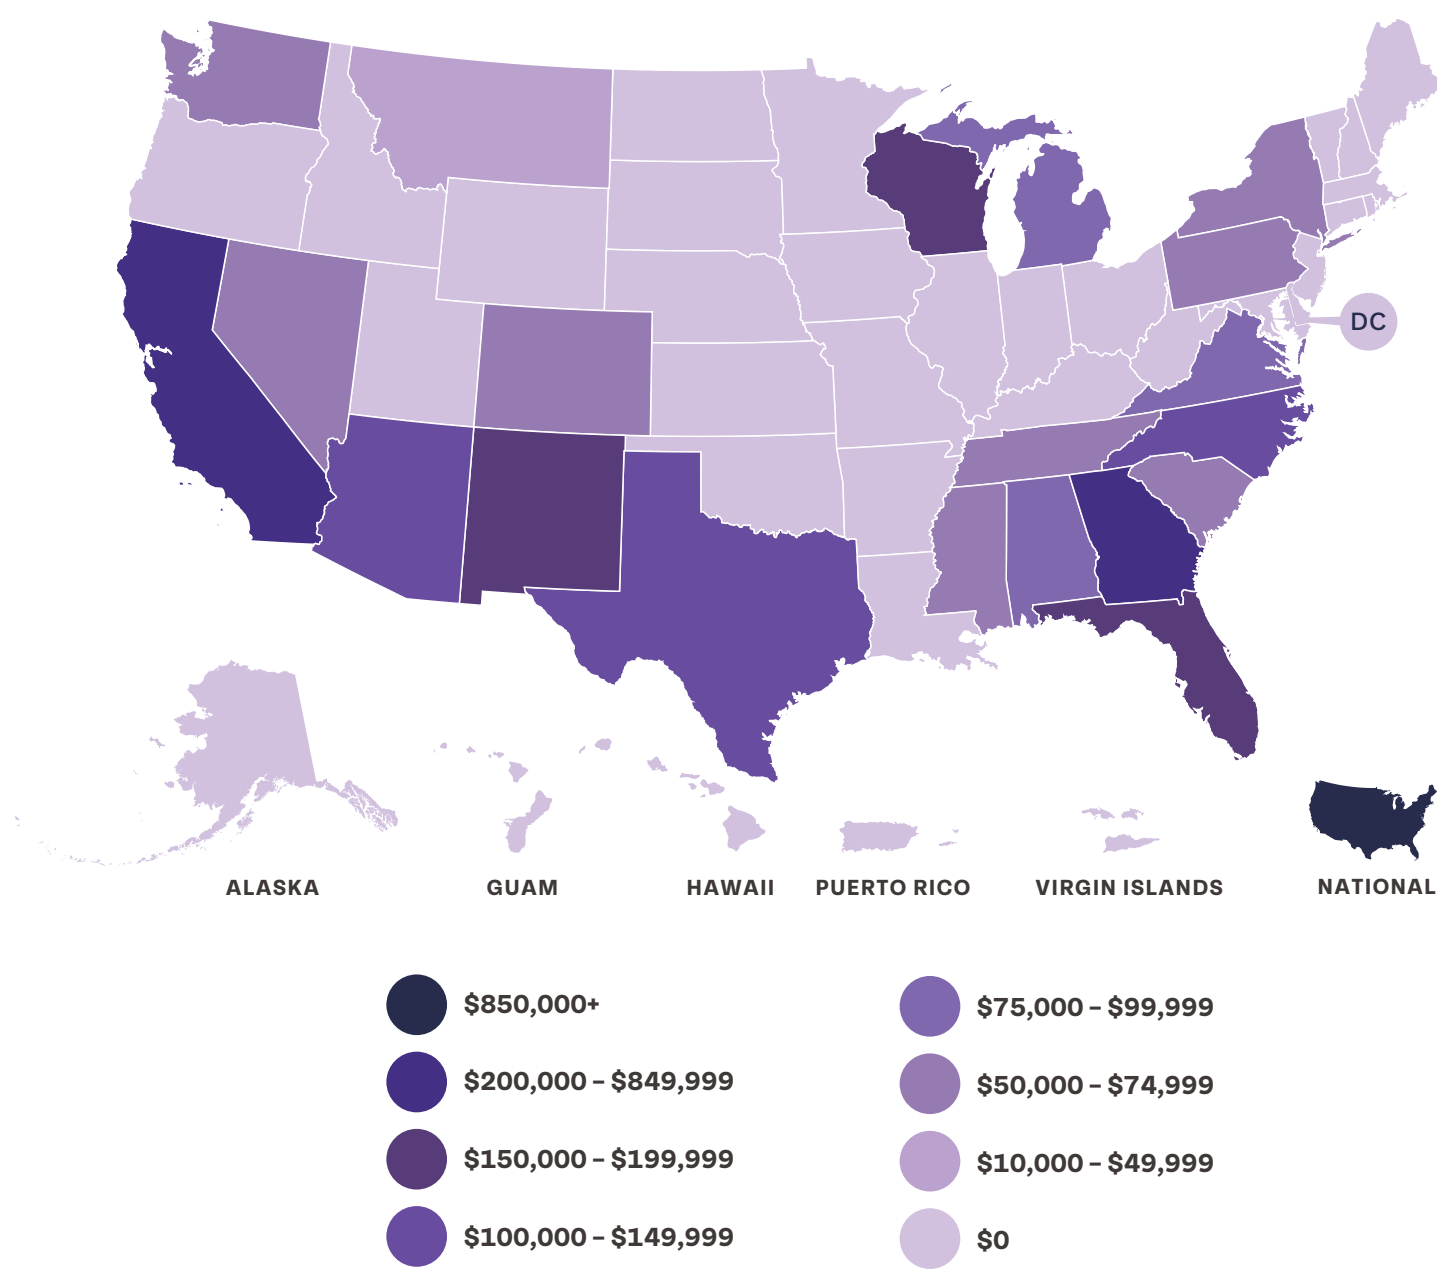 DC
ALASKA
GUAM
HAWAII
PUERTO RICO
VIRGIN ISLANDS
NATIONAL
$850,000+
$200,000 – $849,999
$150,000 – $199,999
$100,000 – $149,999
$75,000 – $99,999
$50,000 – $74,999
$10,000 – $49,999
$0